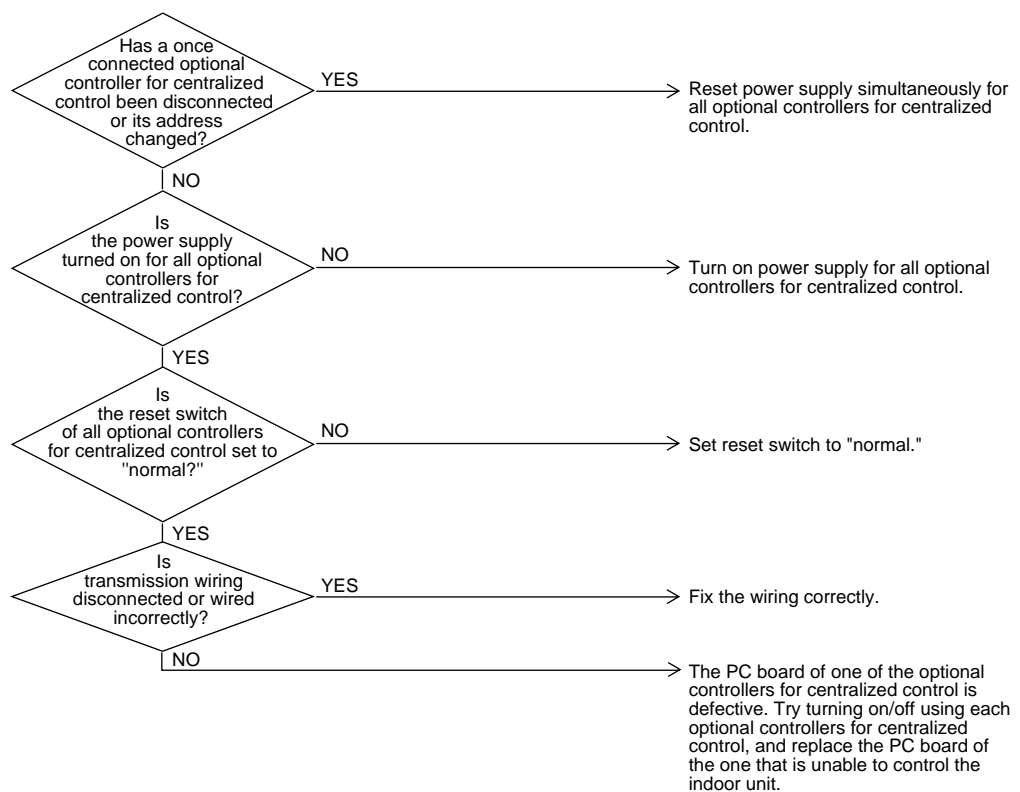 Has a once
connected optional
controller for centralized
control been disconnected
or its address
changed?
YES
Reset power supply simultaneously for
all optional controllers for centralized
control.
NO
Is
the power supply
turned on for all optional
controllers for
centralized control?
NO
Turn on power supply for all optional
controllers for centralized control.
YES
Is
the reset switch
of all optional controllers
for centralized control set to
"normal?"
NO
Set reset switch to "normal."
YES
Is
transmission wiring
disconnected or wired
incorrectly?
YES
Fix the wiring correctly.
NO
The PC board of one of the optional
controllers for centralized control is
defective. Try turning on/off using each
optional controllers for centralized
control, and replace the PC board of
the one that is unable to control the
indoor unit.